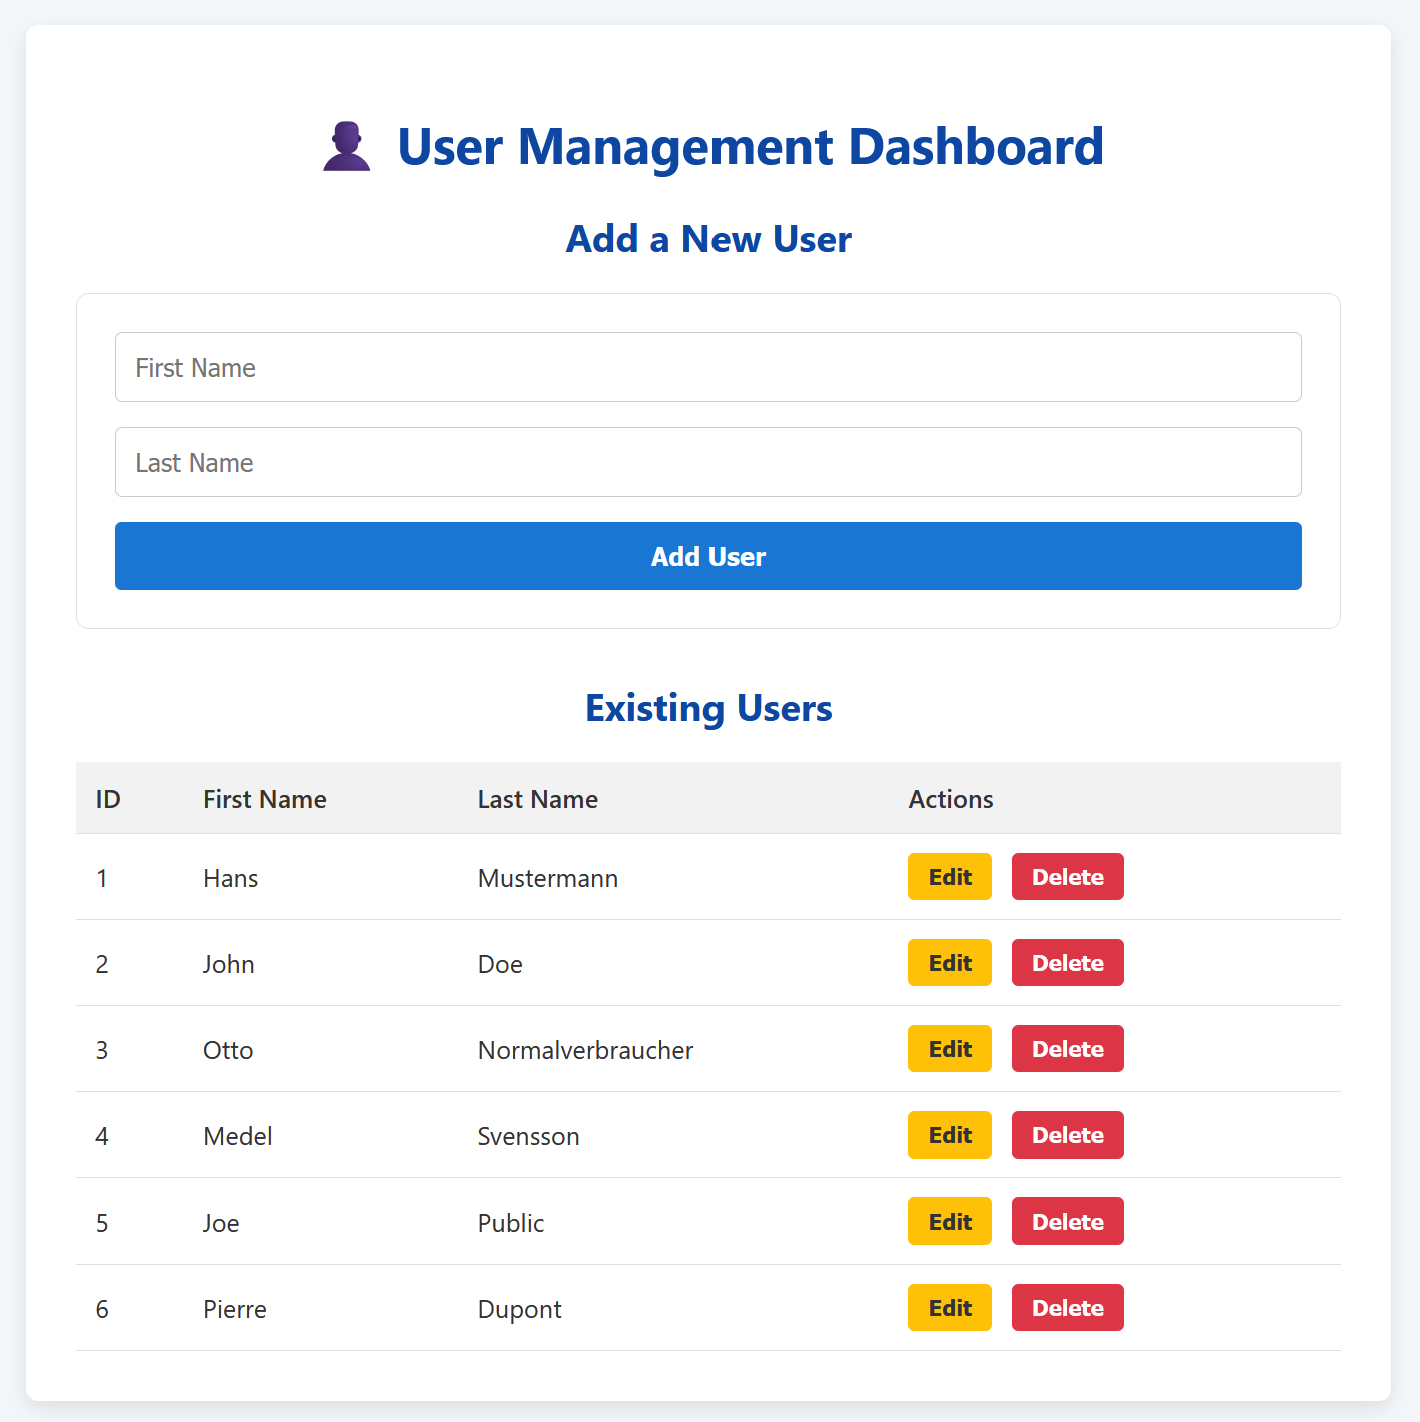 User Management Dashboard
Add a New User
First Name
Last Name
Add User
Existing Users
ID First Name Last Name Actions
1 Hans Mustermann Edit Delete
2 John Doe Edit Delete
3 Otto Normalverbraucher Edit Delete
4 Medel Svensson Edit Delete
5 Joe Public Edit Delete
6 Pierre Dupont Edit Delete